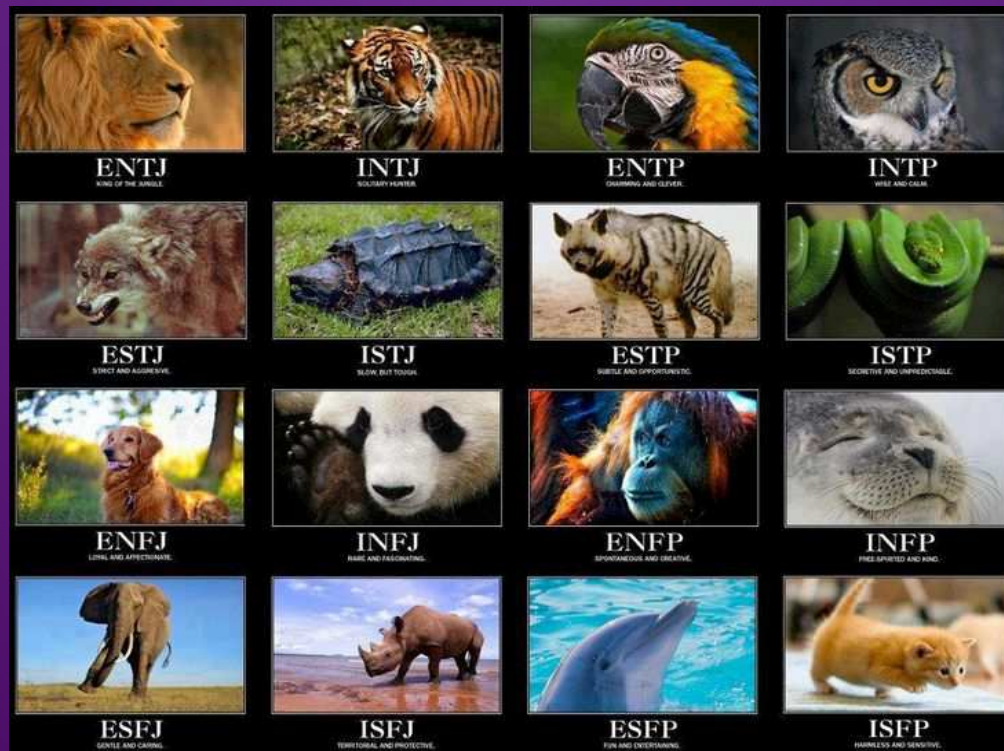 ENTJ
KING OF THE JUNGLE.
INTJ
SOLITARY HUNTER.
ENTP
CHARMING AND CLEVER.
INTP
WISE AND CALM.
ESTJ
STRICT AND AGGRESIVE.
ISTJ
SLOW, BUT TOUGH.
ESTP
SUBTLE AND OPPORTUNISTIC.
ISTP
SECRETIVE AND UNPREDICTABLE.
ENFJ
LOYAL AND AFFECTIONATE.
INFJ
RARE AND FASCINATING.
ENFP
SPONTANEOUS AND CREATIVE.
INFP
FREE-SPIRITED AND KIND.
ESFJ
GENTLE AND CARING.
ISFJ
TERRITORIAL AND PROTECTIVE.
ESFP
FUN AND ENTERTAINING.
ISFP
HARMLESS AND SENSITIVE.